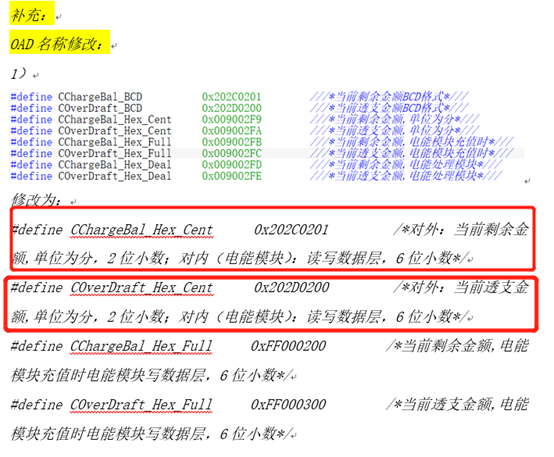 补充：
OAD 名称修改：
1）
#define CChargeBal_BCD 0x202C0201 ///*当前剩余金额BCD格式*///
#define COverDraft_BCD 0x202D0200 ///*当前透支金额BCD格式*///
#define CChargeBal_Hex_Cent 0x009002F9 ///*当前剩余金额,单位为分*///
#define COverDraft_Hex_Cent 0x009002FA ///*当前透支金额,单位为分*///
#define CChargeBal_Hex_Full 0x009002FB ///*当前剩余金额,电能模块充值时*///
#define COverDraft_Hex_Full 0x009002FC ///*当前透支金额,电能模块充值时*///
#define CChargeBal_Hex_Deal 0x009002FD ///*当前剩余金额,电能处理模块*///
#define COverDraft_Hex_Deal 0x009002FE ///*当前透支金额,电能处理模块*///
修改为：
#define CChargeBal_Hex_Cent 0x202C0201 /*对外：当前剩余金
额,单位为分，2 位小数；对内（电能模块）：读写数据层，6 位小数*/
#define COverDraft_Hex_Cent 0x202D0200 /*对外：当前透支金
额,单位为分，2 位小数；对内（电能模块）：读写数据层，6 位小数*/
#define CChargeBal_Hex_Full 0xFF000200 /*当前剩余金额,电能
模块充值时电能模块写数据层，6 位小数*/
#define COverDraft_Hex_Full 0xFF000300 /*当前透支金额,电能
模块充值时电能模块写数据层，6 位小数*/